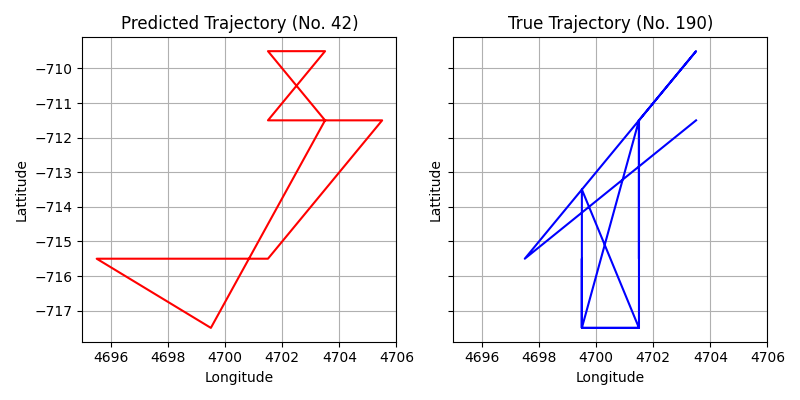 Predicted Trajectory (No. 42)
True Trajectory (No. 190)
Lattitude
−710
−711
−712
−713
−714
−715
−716
−717
4696 4698 4700 4702 4704 4706
Longitude
Lattitude
4696 4698 4700 4702 4704 4706
Longitude